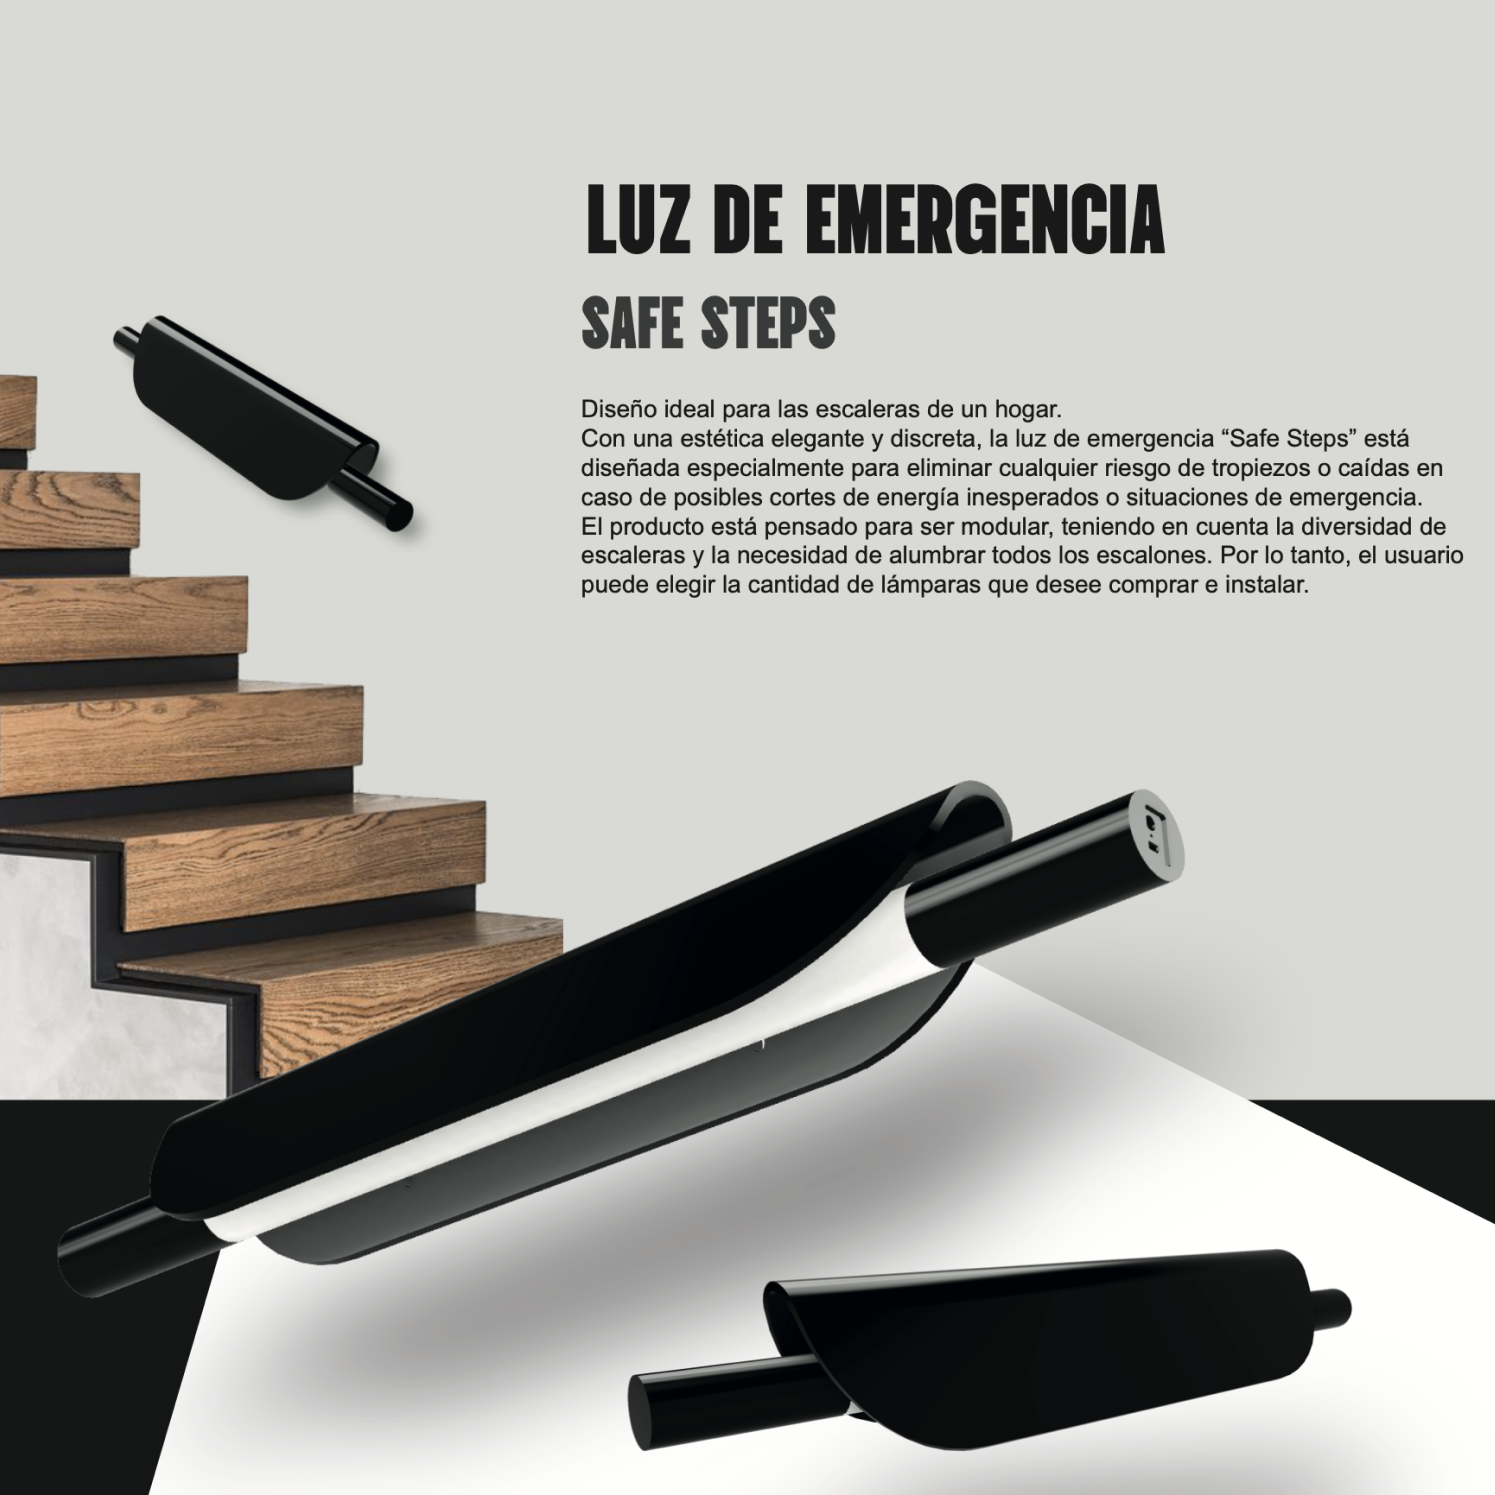 LUZ DE EMERGENCIA
SAFE STEPS
Diseño ideal para las escaleras de un hogar.
Con una estética elegante y discreta, la luz de emergencia “Safe Steps” está
diseñada especialmente para eliminar cualquier riesgo de tropiezos o caídas en
caso de posibles cortes de energía inesperados o situaciones de emergencia.
El producto está pensado para ser modular, teniendo en cuenta la diversidad de
escaleras y la necesidad de alumbrar todos los escalones. Por lo tanto, el usuario
puede elegir la cantidad de lámparas que desee comprar e instalar.